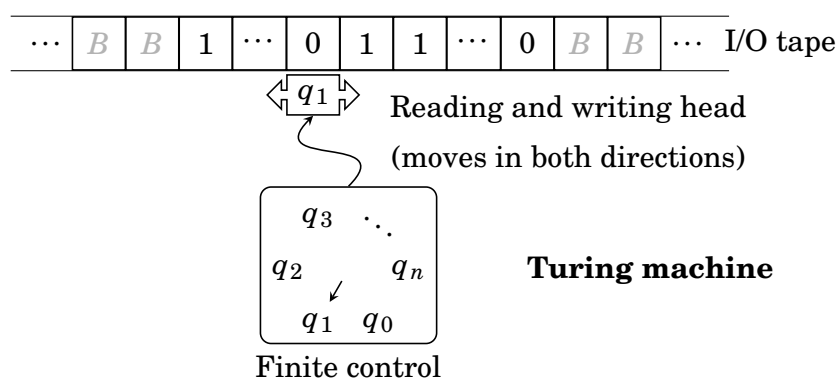 ... B B 1 ... 0 1 1 ... 0 B B ... I/O tape
q1
Reading and writing head
(moves in both directions)
q3 ⋱
q2 qn
Turing machine
q1 q0
Finite control